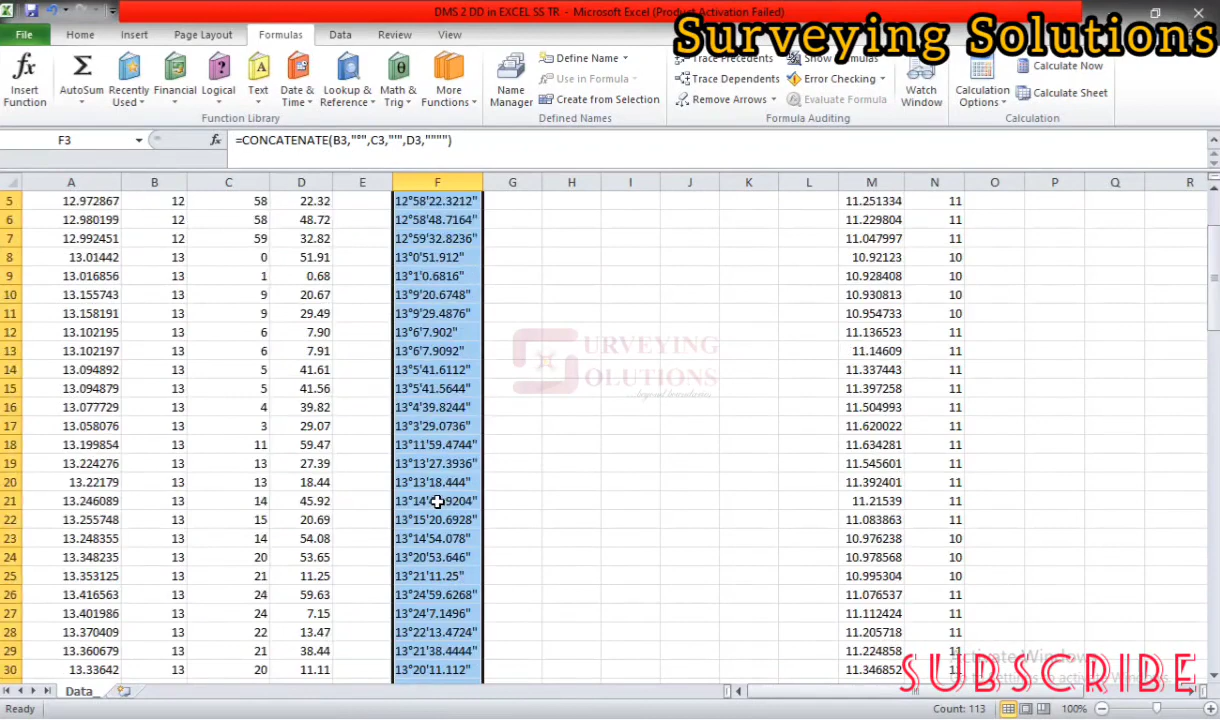 DMS 2 DD in EXCEL SS TR - Microsoft Excel (Product Activation Failed)
Surveying Solutions
File Home Insert Page Layout Formulas Data Review View
Insert Function
AutoSum
Recently Used
Financial
Logical
Text
Date & Time
Lookup & Reference
Math & Trig
More Functions
Function Library
Name Manager
Define Name
Use in Formula
Create from Selection
Defined Names
Trace Precedents
Show Formulas
Trace Dependents
Error Checking
Remove Arrows
Evaluate Formula
Formula Auditing
Watch Window
Calculation Options
Calculate Now
Calculate Sheet
Calculation
F3 fx =CONCATENATE(B3,"°",C3,"'",D3,"""")
A B C D E F G H I J K L M N O P Q R
5 12.972867 12 58 22.32 12°58'22.3212" 11.251334 11
6 12.980199 12 58 48.72 12°58'48.7164" 11.229804 11
7 12.992451 12 59 32.82 12°59'32.8236" 11.047997 11
8 13.01442 13 0 51.91 13°0'51.912" 10.92123 10
9 13.016856 13 1 0.68 13°1'0.6816" 10.928408 10
10 13.155743 13 9 20.67 13°9'20.6748" 10.930813 10
11 13.158191 13 9 29.49 13°9'29.4876" 10.954733 10
12 13.102195 13 6 7.90 13°6'7.902" 11.136523 11
13 13.102197 13 6 7.91 13°6'7.9092" 11.14609 11
14 13.094892 13 5 41.61 13°5'41.6112" 11.337443 11
15 13.094879 13 5 41.56 13°5'41.5644" 11.397258 11
16 13.077729 13 4 39.82 13°4'39.8244" 11.504993 11
17 13.058076 13 3 29.07 13°3'29.0736" 11.620022 11
18 13.199854 13 11 59.47 13°11'59.4744" 11.634281 11
19 13.224276 13 13 27.39 13°13'27.3936" 11.545601 11
20 13.22179 13 13 18.44 13°13'18.444" 11.392401 11
21 13.246089 13 14 45.92 13°14' 9204" 11.21539 11
22 13.255748 13 15 20.69 13°15'20.6928" 11.083863 11
23 13.248355 13 14 54.08 13°14'54.078" 10.976238 10
24 13.348235 13 20 53.65 13°20'53.646" 10.978568 10
25 13.353125 13 21 11.25 13°21'11.25" 10.995304 10
26 13.416563 13 24 59.63 13°24'59.6268" 11.076537 11
27 13.401986 13 24 7.15 13°24'7.1496" 11.112424 11
28 13.370409 13 22 13.47 13°22'13.4724" 11.205718 11
29 13.360679 13 21 38.44 13°21'38.4444" 11.224858 11
30 13.33642 13 20 11.11 13°20'11.112" 11.346852 11
SURVEYING
SOLUTIONS
...beyond boundaries
Activate Windows
SUBSCRIBE
Data_
Ready Count: 113 100%